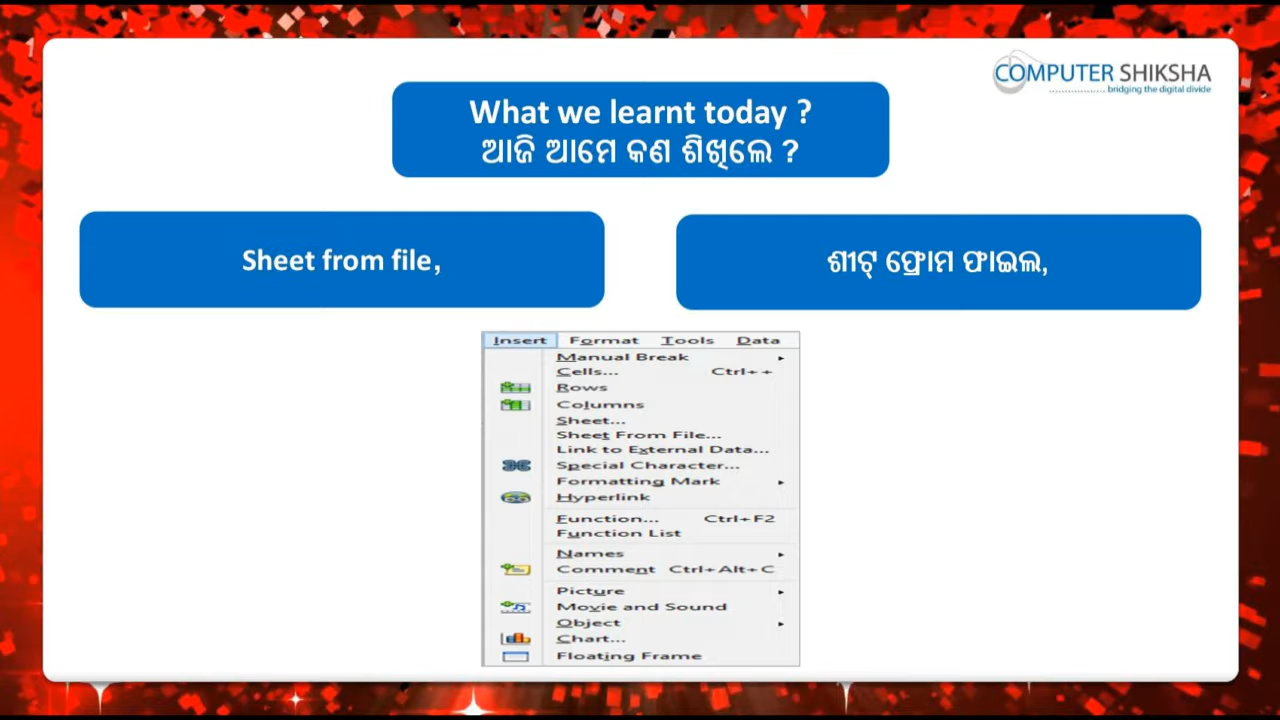 COMPUTER SHIKSHA
bridging the digital divide
What we learnt today ?
ଆଜି ଆମେ କଣ ଶିଖିଲେ ?
Sheet from file,
ଶୀଟ୍ ଫ୍ରୋମ ଫାଇଲ,
Insert Format Tools Data
Manual Break
Cells... Ctrl++
Rows
Columns
Sheet...
Sheet From File...
Link to External Data...
Special Character...
Formatting Mark
Hyperlink
Function... Ctrl+F2
Function List
Names
Comment Ctrl+Alt+C
Picture
Movie and Sound
Object
Chart...
Floating Frame